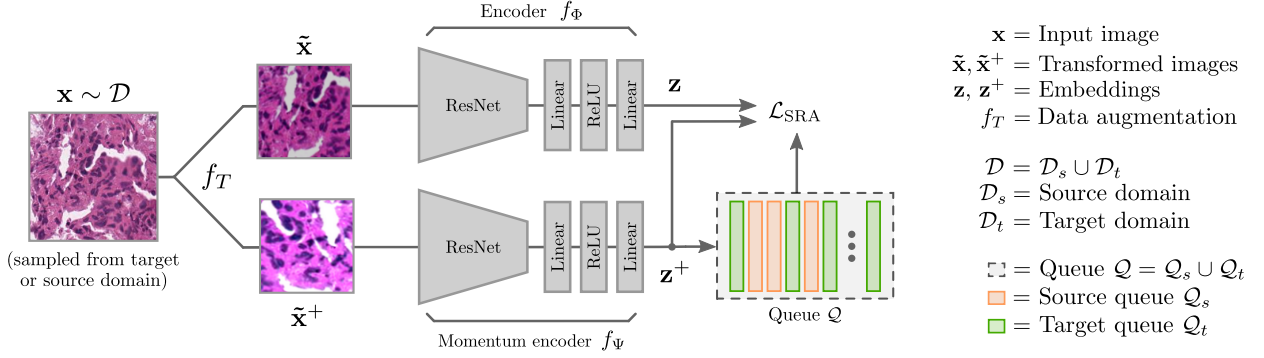 Encoder f_Φ
x̃
x ∼ 𝒟
ResNet
Linear
ReLU
Linear
z
ℒ_SRA
f_T
(sampled from target
or source domain)
x̃⁺
ResNet
Linear
ReLU
Linear
z⁺
Momentum encoder f_Ψ
Queue 𝒬
x = Input image
x̃, x̃⁺ = Transformed images
z, z⁺ = Embeddings
f_T = Data augmentation
𝒟 = 𝒟_s ∪ 𝒟_t
𝒟_s = Source domain
𝒟_t = Target domain
= Queue 𝒬 = 𝒬_s ∪ 𝒬_t
= Source queue 𝒬_s
= Target queue 𝒬_t